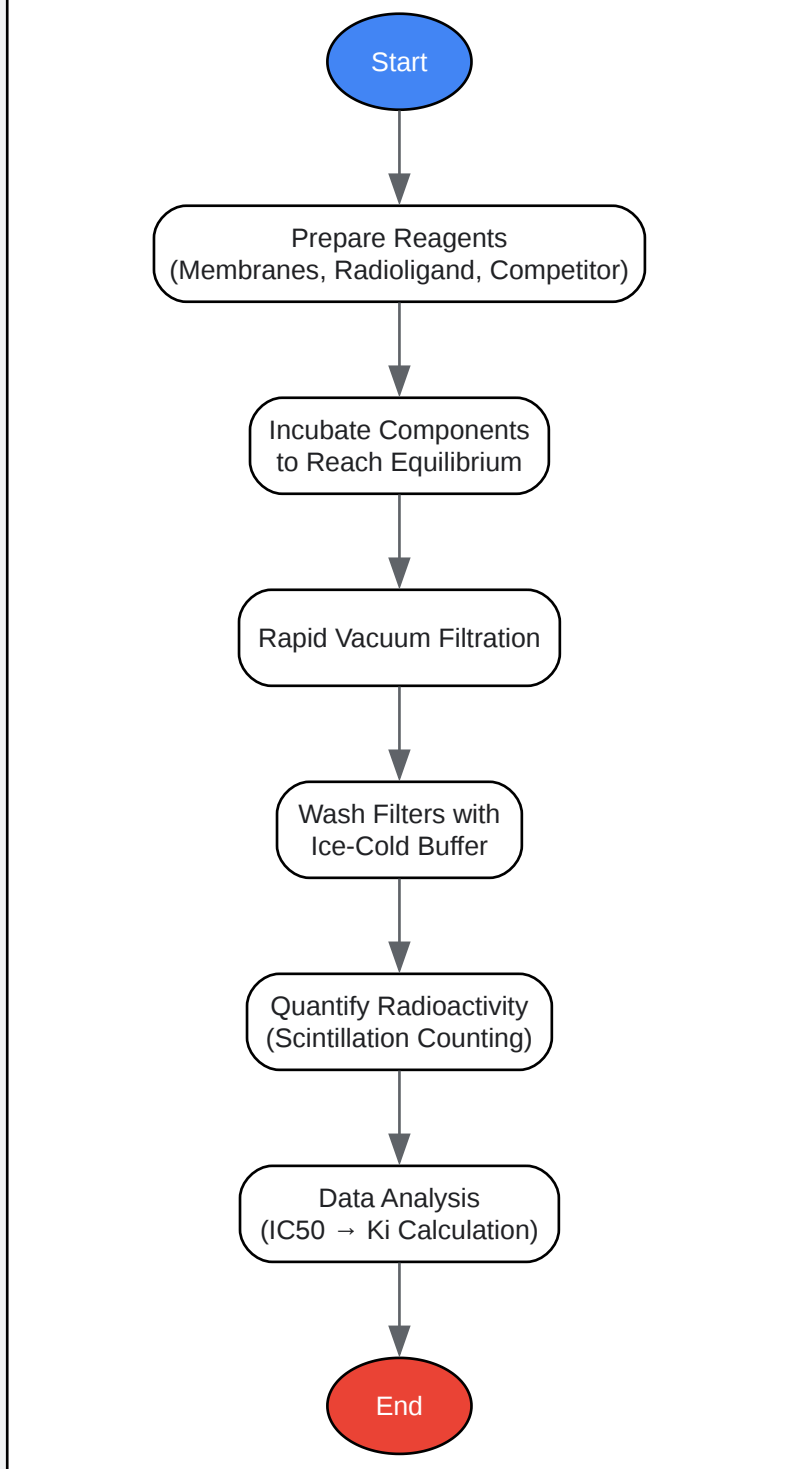 Start
Prepare Reagents
(Membranes, Radioligand, Competitor)
Incubate Components
to Reach Equilibrium
Rapid Vacuum Filtration
Wash Filters with
Ice-Cold Buffer
Quantify Radioactivity
(Scintillation Counting)
Data Analysis
(IC50 → Ki Calculation)
End